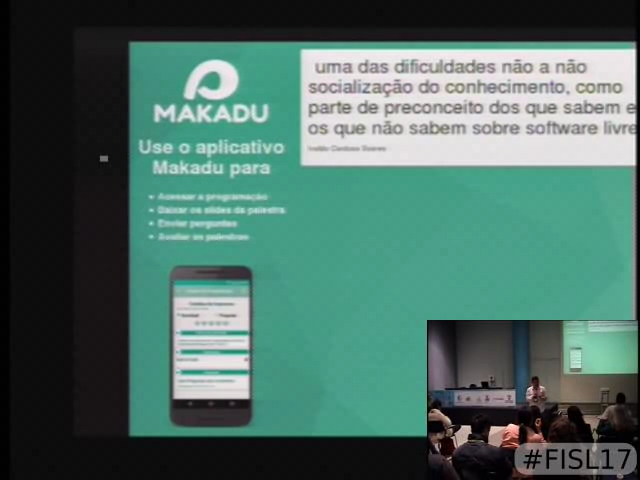 MAKADU
Use o aplicativo
Makadu para
• Acessar a programação
• Baixar os slides da palestra
• Enviar perguntas
• Avaliar as palestras
uma das dificuldades não a não
socialização do conhecimento, como
parte de preconceito dos que sabem e
os que não sabem sobre software livre
Cardoso Soares
#FISL17